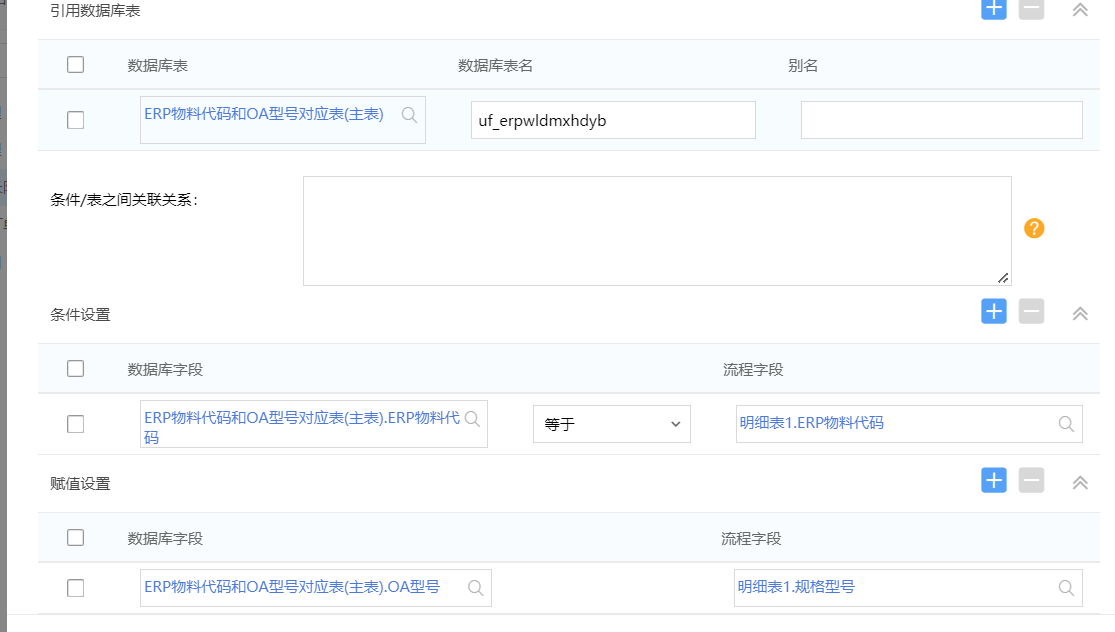 引用数据库表
数据库表 数据库表名 别名
ERP物料代码和OA型号对应表(主表) uf_erpwldmxhdyb
条件/表之间关联关系:
?
条件设置
数据库字段 流程字段
ERP物料代码和OA型号对应表(主表).ERP物料代 等于 明细表1.ERP物料代码
码
赋值设置
数据库字段 流程字段
ERP物料代码和OA型号对应表(主表).OA型号 明细表1.规格型号